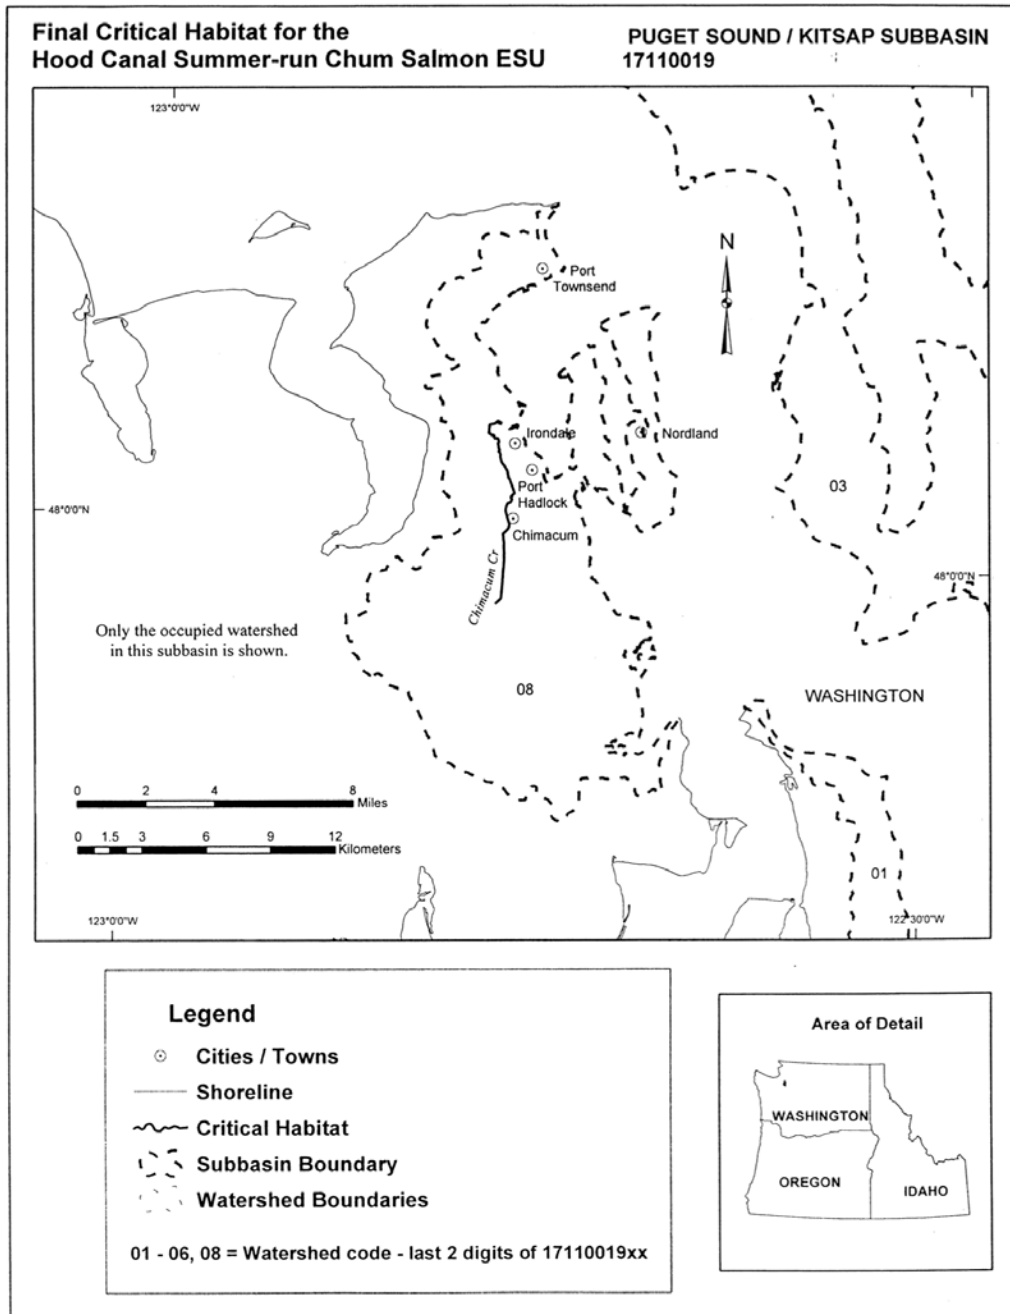 Final Critical Habitat for the
Hood Canal Summer-run Chum Salmon ESU
PUGET SOUND / KITSAP SUBBASIN
17110019
123°0'0"W
N
Port
Townsend
Irondale
Nordland
Port
Hadlock
03
48°0'0"N
Chimacum
48°0'0"N
Chimacum Cr
Only the occupied watershed
in this subbasin is shown.
08
WASHINGTON
0 2 4 8
Miles
0 1.5 3 6 9 12
Kilometers
01
123°0'0"W
122°30'0"W
Legend
Cities / Towns
Shoreline
Critical Habitat
Subbasin Boundary
Watershed Boundaries
01 - 06, 08 = Watershed code - last 2 digits of 17110019xx
Area of Detail
WASHINGTON
OREGON
IDAHO